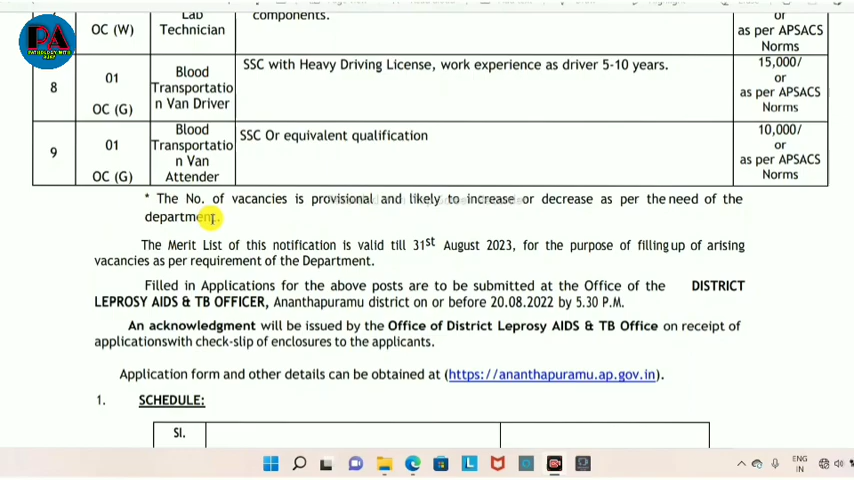 PA
PATHOLOGY WITH
OC (W)
Lab
Technician
components.
or
as per APSACS
Norms
8
01
OC (G)
Blood
Transportatio
n Van Driver
SSC with Heavy Driving License, work experience as driver 5-10 years.
15,000/
or
as per APSACS
Norms
9
01
OC (G)
Blood
Transportatio
n Van
Attender
SSC Or equivalent qualification
10,000/
or
as per APSACS
Norms
* The No. of vacancies is provisional and likely to increase or decrease as per the need of the
department.
The Merit List of this notification is valid till 31st August 2023, for the purpose of filling up of arising
vacancies as per requirement of the Department.
Filled in Applications for the above posts are to be submitted at the Office of the DISTRICT
LEPROSY AIDS & TB OFFICER, Ananthapuramu district on or before 20.08.2022 by 5.30 P.M.
An acknowledgment will be issued by the Office of District Leprosy AIDS & TB Office on receipt of
applicationswith check-slip of enclosures to the applicants.
Application form and other details can be obtained at (https://ananthapuramu.ap.gov.in).
1. SCHEDULE:
Sl.
ENG
IN